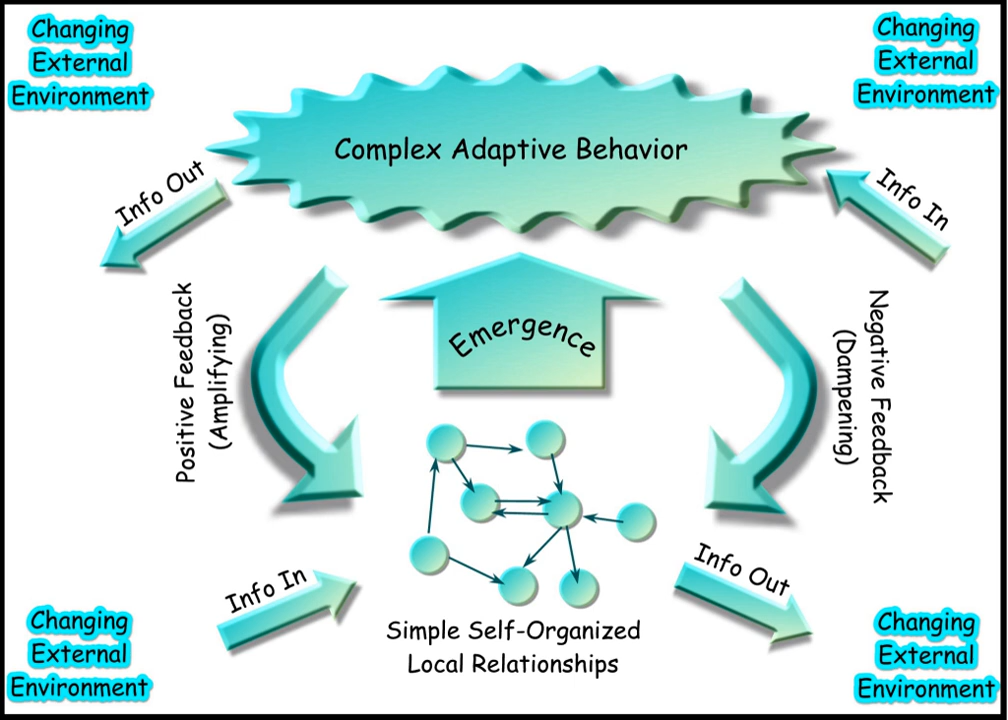 Changing
External
Environment
Changing
External
Environment
Complex Adaptive Behavior
Info Out
Info In
Positive Feedback
(Amplifying)
Emergence
Negative Feedback
(Dampening)
Info In
Info Out
Simple Self-Organized
Local Relationships
Changing
External
Environment
Changing
External
Environment